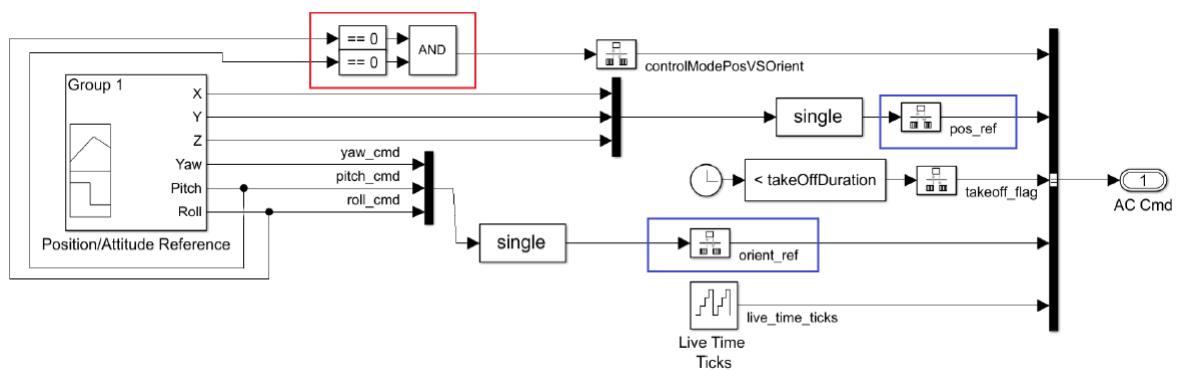 == 0
== 0
AND
controlModePosVSOrient
Group 1
X
Y
Z
Yaw
Pitch
Roll
Position/Attitude Reference
yaw_cmd
pitch_cmd
roll_cmd
single
pos_ref
< takeOffDuration
takeoff_flag
1
AC Cmd
single
orient_ref
live_time_ticks
Live Time
Ticks